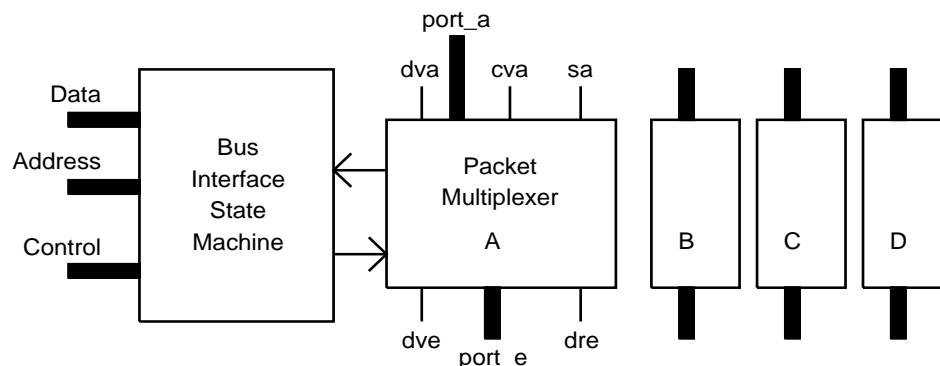 port_a
dva
cva
sa
Data
Address
Control
Bus
Interface
State
Machine
Packet
Multiplexer
A
B
C
D
dve
port_e
dre